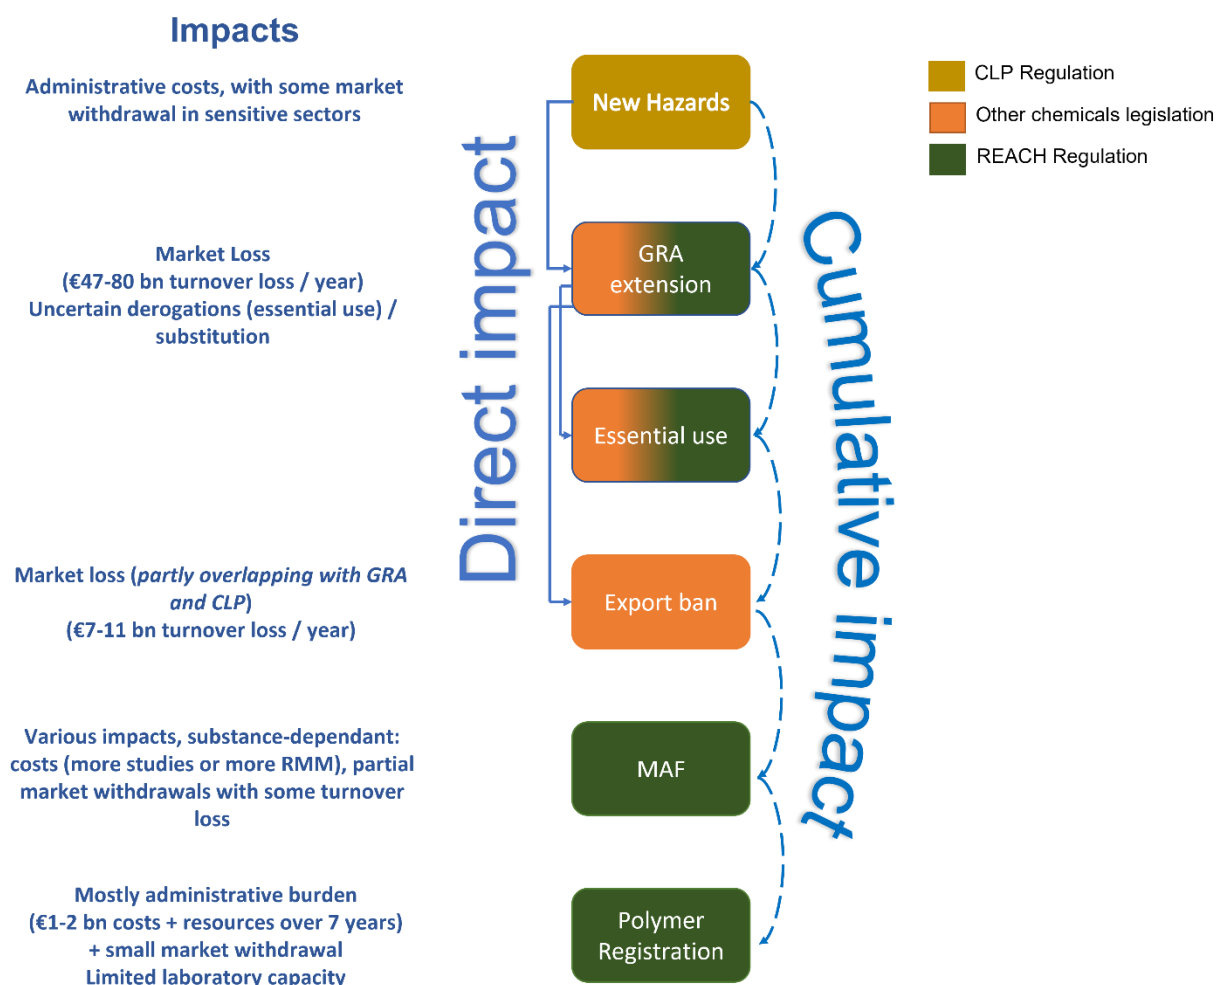 Impacts
Administrative costs, with some market
withdrawal in sensitive sectors
Market Loss
(€47-80 bn turnover loss / year)
Uncertain derogations (essential use) /
substitution
Market loss (partly overlapping with GRA
and CLP)
(€7-11 bn turnover loss / year)
Various impacts, substance-dependant:
costs (more studies or more RMM), partial
market withdrawals with some turnover
loss
Mostly administrative burden
(€1-2 bn costs + resources over 7 years)
+ small market withdrawal
Limited laboratory capacity
Direct impact
New Hazards
GRA
extension
Essential use
Export ban
MAF
Polymer
Registration
Cumulative impact
CLP Regulation
Other chemicals legislation
REACH Regulation